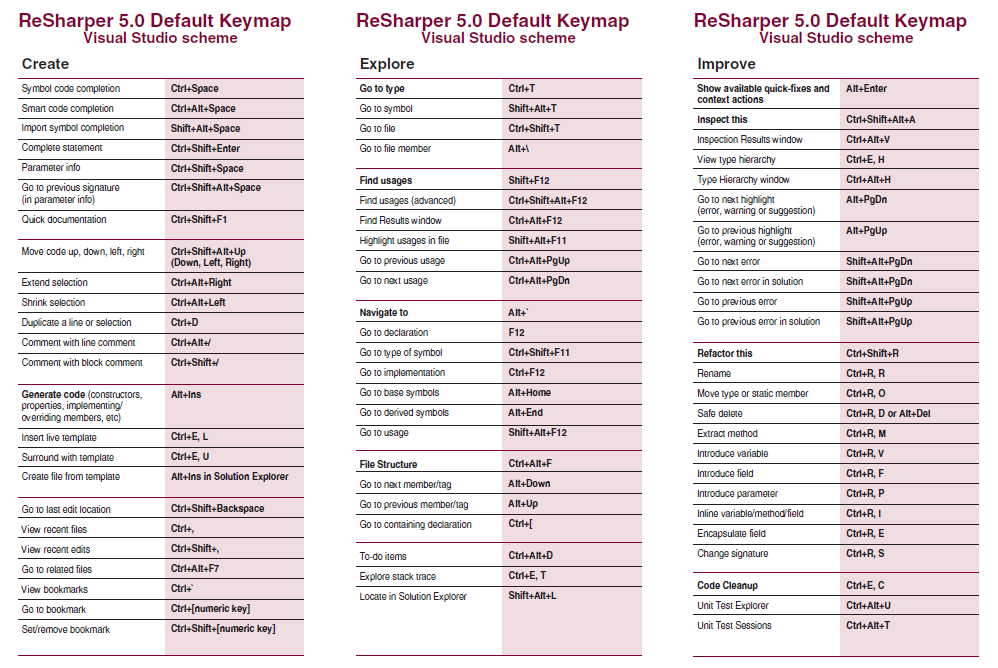 ReSharper 5.0 Default Keymap
Visual Studio scheme
Create
Symbol code completion Ctrl+Space
Smart code completion Ctrl+Alt+Space
Import symbol completion Shift+Alt+Space
Complete statement Ctrl+Shift+Enter
Parameter info Ctrl+Shift+Space
Go to previous signature Ctrl+Shift+Alt+Space
(in parameter info)
Quick documentation Ctrl+Shift+F1
Move code up, down, left, right Ctrl+Shift+Alt+Up
(Down, Left, Right)
Extend selection Ctrl+Alt+Right
Shrink selection Ctrl+Alt+Left
Duplicate a line or selection Ctrl+D
Comment with line comment Ctrl+Alt+/
Comment with block comment Ctrl+Shift+/
Generate code (constructors, Alt+Ins
properties, implementing/
overriding members, etc)
Insert live template Ctrl+E, L
Surround with template Ctrl+E, U
Create file from template Alt+Ins in Solution Explorer
Go to last edit location Ctrl+Shift+Backspace
View recent files Ctrl+,
View recent edits Ctrl+Shift+,
Go to related files Ctrl+Alt+F7
View bookmarks Ctrl+`
Go to bookmark Ctrl+[numeric key]
Set/remove bookmark Ctrl+Shift+[numeric key]
ReSharper 5.0 Default Keymap
Visual Studio scheme
Explore
Go to type Ctrl+T
Go to symbol Shift+Alt+T
Go to file Ctrl+Shift+T
Go to file member Alt+\
Find usages Shift+F12
Find usages (advanced) Ctrl+Shift+Alt+F12
Find Results window Ctrl+Alt+F12
Highlight usages in file Shift+Alt+F11
Go to previous usage Ctrl+Alt+PgUp
Go to next usage Ctrl+Alt+PgDn
Navigate to Alt+`
Go to declaration F12
Go to type of symbol Ctrl+Shift+F11
Go to implementation Ctrl+F12
Go to base symbols Alt+Home
Go to derived symbols Alt+End
Go to usage Shift+Alt+F12
File Structure Ctrl+Alt+F
Go to next member/tag Alt+Down
Go to previous member/tag Alt+Up
Go to containing declaration Ctrl+[
To-do items Ctrl+Alt+D
Explore stack trace Ctrl+E, T
Locate in Solution Explorer Shift+Alt+L
ReSharper 5.0 Default Keymap
Visual Studio scheme
Improve
Show available quick-fixes and Alt+Enter
context actions
Inspect this Ctrl+Shift+Alt+A
Inspection Results window Ctrl+Alt+V
View type hierarchy Ctrl+E, H
Type Hierarchy window Ctrl+Alt+H
Go to next highlight Alt+PgDn
(error, warning or suggestion)
Go to previous highlight Alt+PgUp
(error, warning or suggestion)
Go to next error Shift+Alt+PgDn
Go to next error in solution Shift+Alt+PgDn
Go to previous error Shift+Alt+PgUp
Go to previous error in solution Shift+Alt+PgUp
Refactor this Ctrl+Shift+R
Rename Ctrl+R, R
Move type or static member Ctrl+R, O
Safe delete Ctrl+R, D or Alt+Del
Extract method Ctrl+R, M
Introduce variable Ctrl+R, V
Introduce field Ctrl+R, F
Introduce parameter Ctrl+R, P
Inline variable/method/field Ctrl+R, I
Encapsulate field Ctrl+R, E
Change signature Ctrl+R, S
Code Cleanup Ctrl+E, C
Unit Test Explorer Ctrl+Alt+U
Unit Test Sessions Ctrl+Alt+T